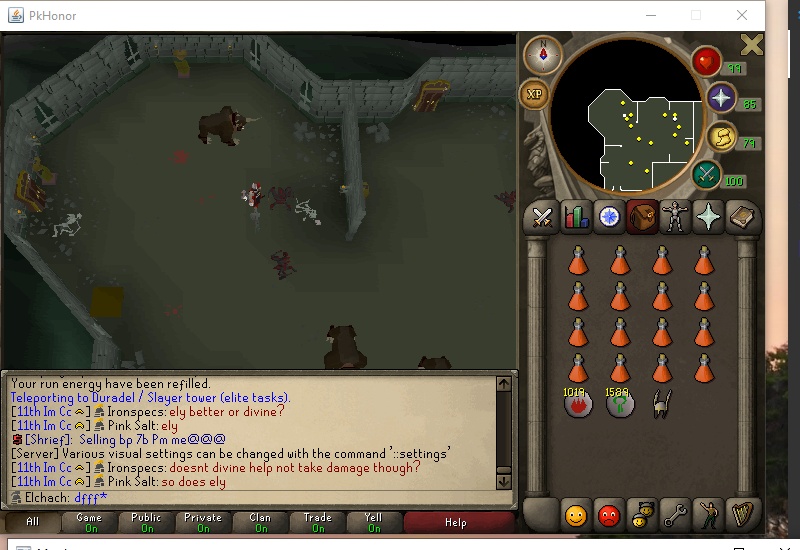 PkHonor
N
99
XP
85
79
100
1019
1589
Your run energy have been refilled.
Teleporting to Duradel / Slayer tower (elite tasks).
[11th Im Cc] Ironspecs: ely better or divine?
[11th Im Cc] Pink Salt: ely
[Shrief]: Selling bp 7b Pm me@@@
[Server] Various visual settings can be changed with the command '::settings'
[11th Im Cc] Ironspecs: doesnt divine help not take damage though?
[11th Im Cc] Pink Salt: so does ely
Elchach: dfff*
All
Game On
Public On
Private On
Clan On
Trade On
Yell On
Help